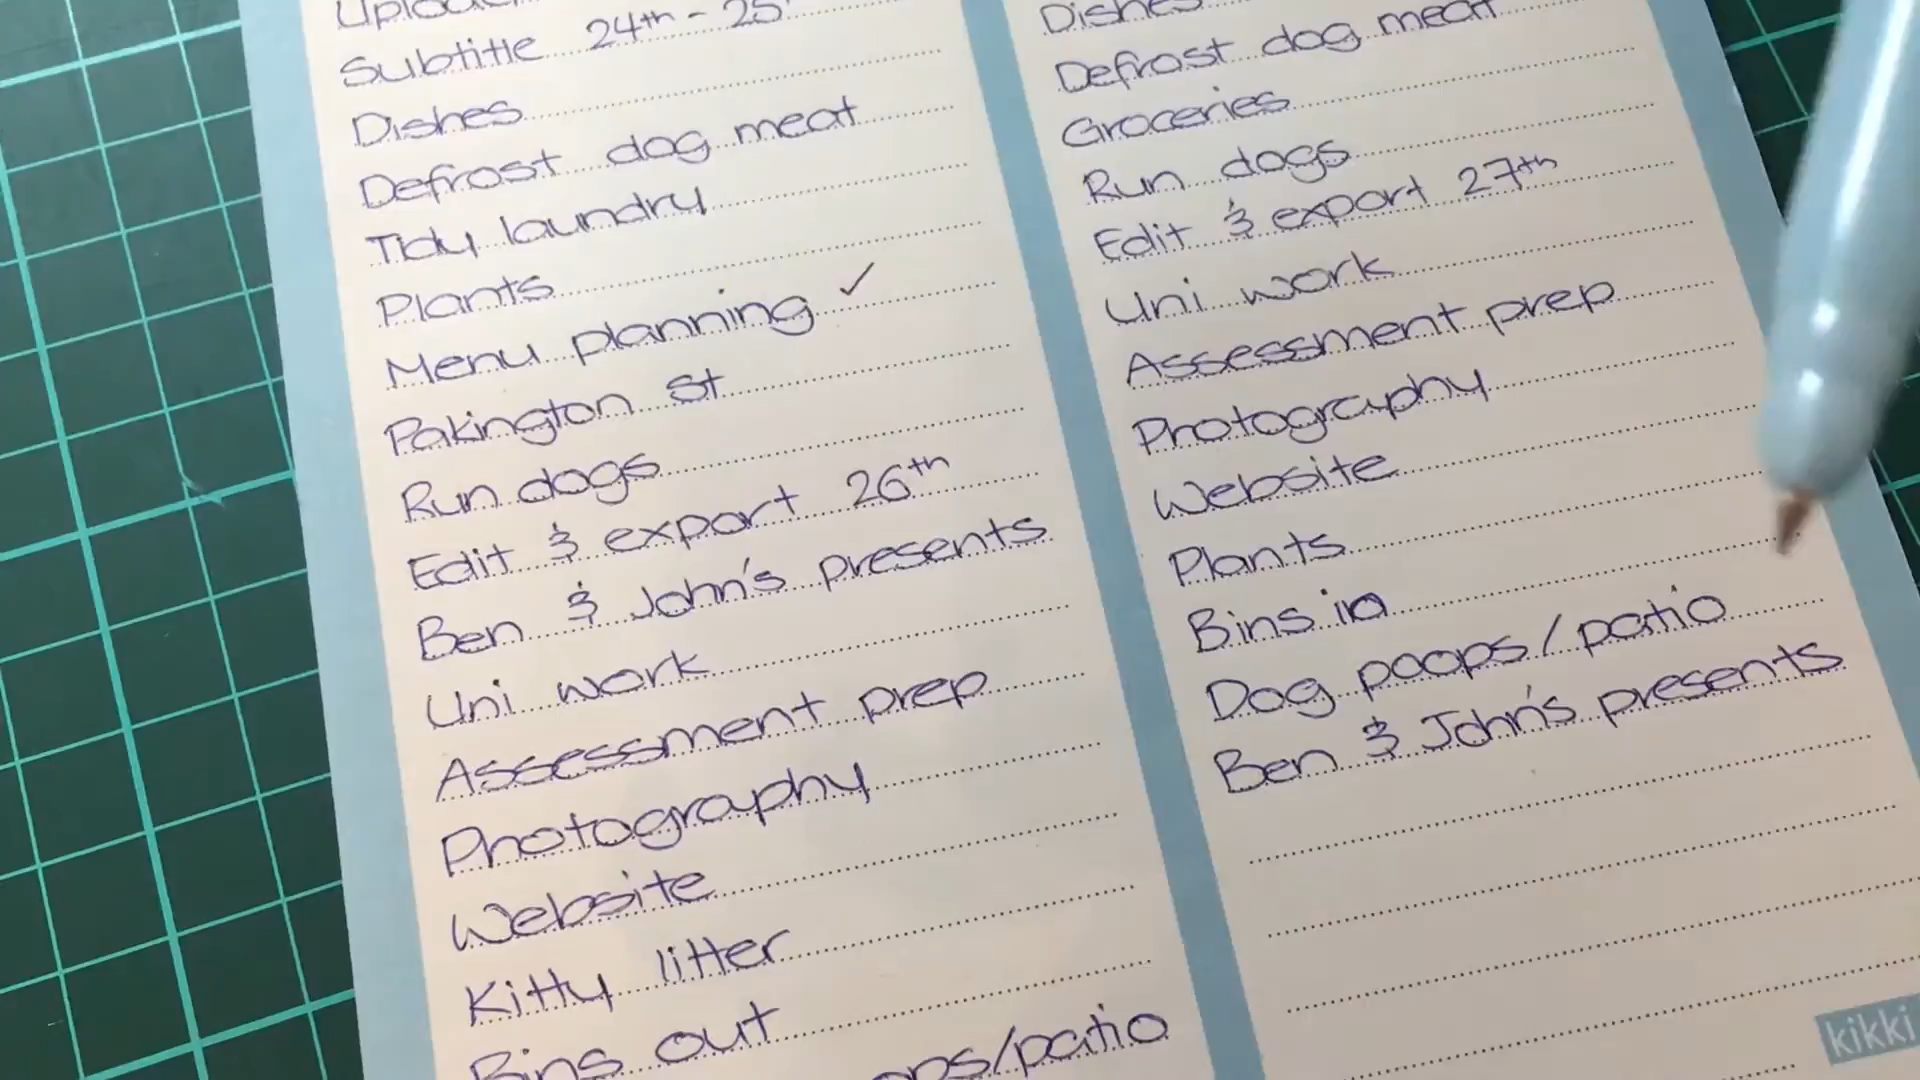 Subtitle 24th - 25
Dishes
Defrost dog meat
Tidy laundry
Plants
Menu planning ✓
Pakington St
Run dogs
Edit & export 26th
Ben & John's presents
Uni work
Assessment prep
Photography
Website
Kitty litter
Bins out
/patio
Dishes
Defrost dog meat
Groceries
Run dogs
Edit & export 27th
Uni work
Assessment prep
Photography
Website
Plants
Bins in
Dog poops/patio
Ben & John's presents
kikki